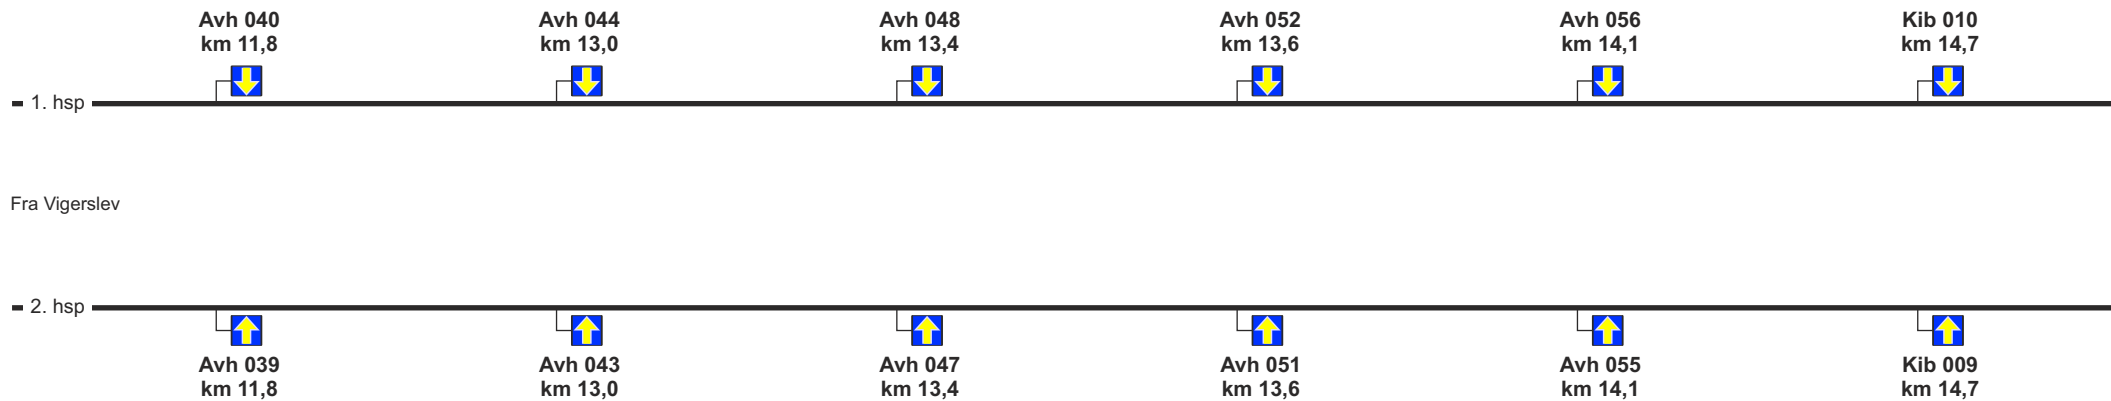 Avh 040
km 11,8
Avh 044
km 13,0
Avh 048
km 13,4
Avh 052
km 13,6
Avh 056
km 14,1
Kib 010
km 14,7
1. hsp
Fra Vigerslev
2. hsp
Avh 039
km 11,8
Avh 043
km 13,0
Avh 047
km 13,4
Avh 051
km 13,6
Avh 055
km 14,1
Kib 009
km 14,7